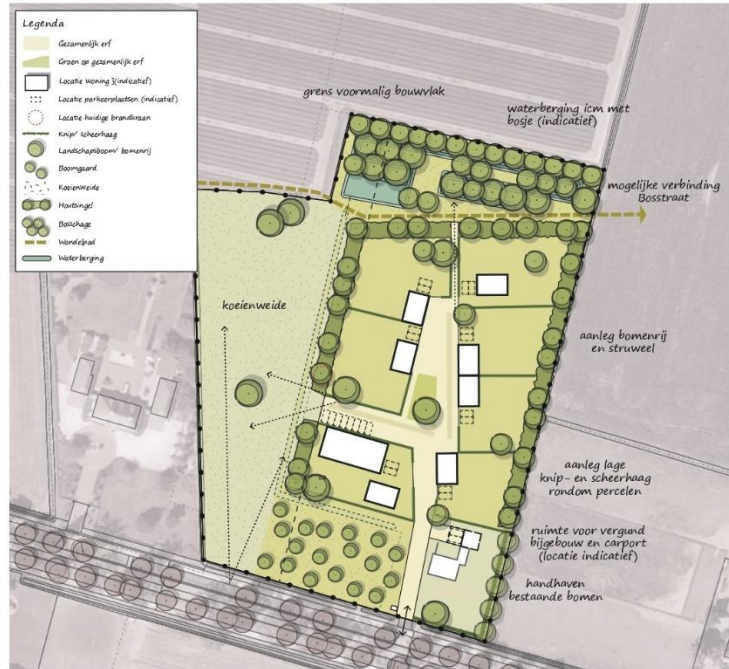 Legenda
Gezamenlijk erf
Groen op gezamenlijk erf
Locatie woning }(indicatief)
Locatie parkeerplaatsen (indicatief)
Locatie huidige brandkraan
Knip/ scheerhaag
Landschapsboom/ bomenrij
Boomgaard
Koeienweide
Houtsingel
Bosschage
Wandelpad
Waterberging
grens voormalig bouwvlak
waterberging icm met
bosje (indicatief)
mogelijke verbinding
Bosstraat
koeienweide
aanleg bomenrij
en struweel
aanleg lage
knip- en scheerhaag
rondom percelen
ruimte voor vergund
bijgebouw en carport
(locatie indicatief)
handhaven
bestaande bomen